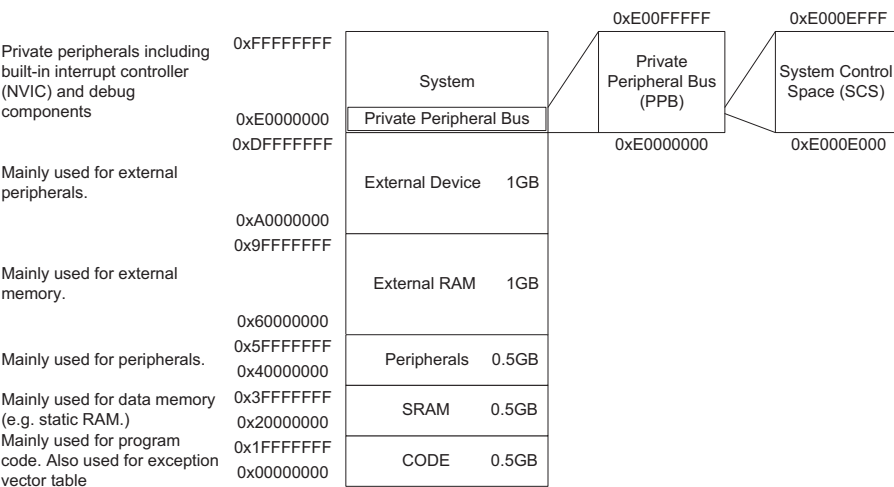 0xE00FFFFF
0xE000EFFF
Private peripherals including
built-in interrupt controller
(NVIC) and debug
components
0xFFFFFFFF
System
Private
Peripheral Bus
(PPB)
System Control
Space (SCS)
0xE0000000
Private Peripheral Bus
0xDFFFFFFF
0xE0000000
0xE000E000
Mainly used for external
peripherals.
External Device 1GB
0xA0000000
0x9FFFFFFF
Mainly used for external
memory.
External RAM 1GB
0x60000000
0x5FFFFFFF
Mainly used for peripherals.
Peripherals 0.5GB
0x40000000
Mainly used for data memory
(e.g. static RAM.)
0x3FFFFFFF
SRAM 0.5GB
0x20000000
Mainly used for program
code. Also used for exception
vector table
0x1FFFFFFF
CODE 0.5GB
0x00000000